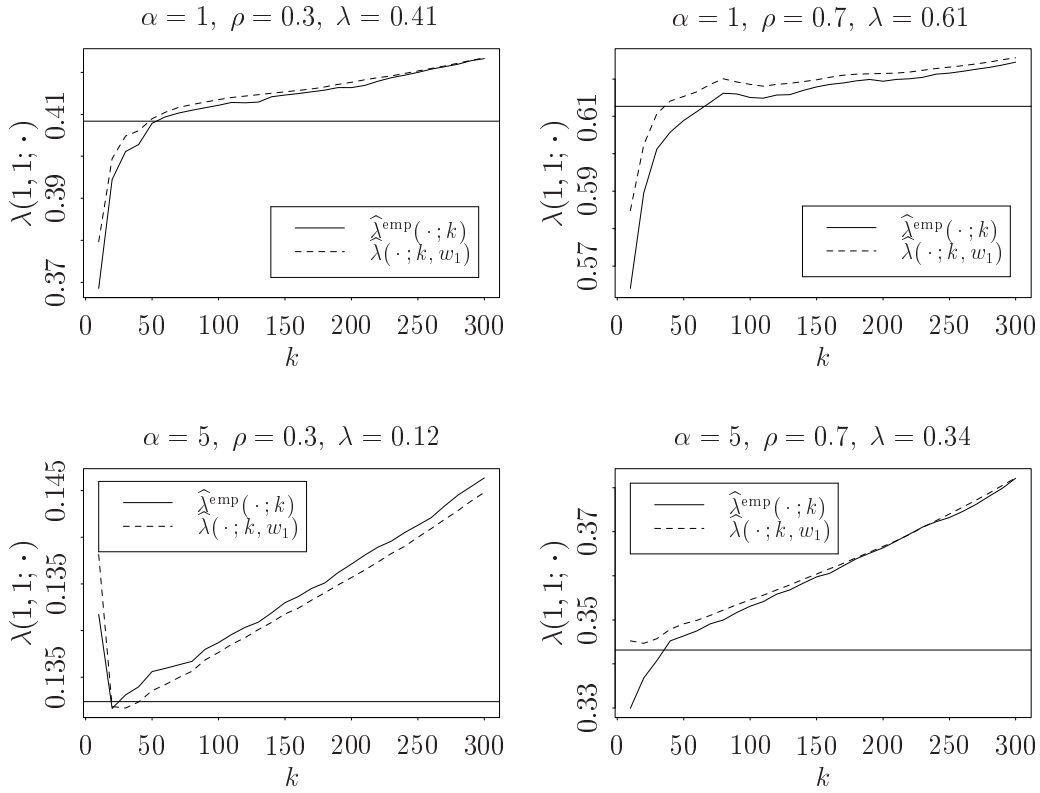 α = 1, ρ = 0.3, λ = 0.41
λ(1, 1; ·)
0.41
0.39
0.37
λ̂^emp(· ; k)
λ̂(· ; k, w₁)
0 50 100 150 200 250 300
k
α = 1, ρ = 0.7, λ = 0.61
λ(1, 1; ·)
0.61
0.59
0.57
λ̂^emp(· ; k)
λ̂(· ; k, w₁)
0 50 100 150 200 250 300
k
α = 5, ρ = 0.3, λ = 0.12
λ(1, 1; ·)
0.145
0.135
0.135
λ̂^emp(· ; k)
λ̂(· ; k, w₁)
0 50 100 150 200 250 300
k
α = 5, ρ = 0.7, λ = 0.34
λ(1, 1; ·)
0.37
0.35
0.33
λ̂^emp(· ; k)
λ̂(· ; k, w₁)
0 50 100 150 200 250 300
k